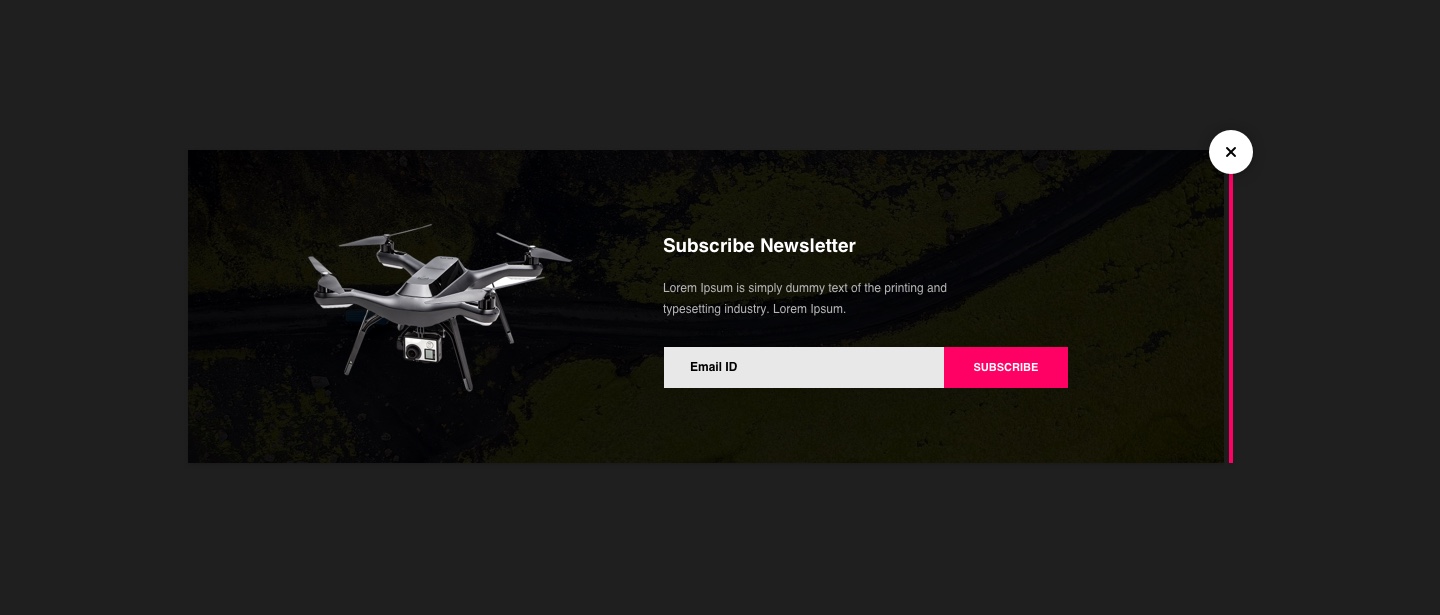 Subscribe Newsletter
Lorem Ipsum is simply dummy text of the printing and
typesetting industry. Lorem Ipsum.
Email ID
SUBSCRIBE